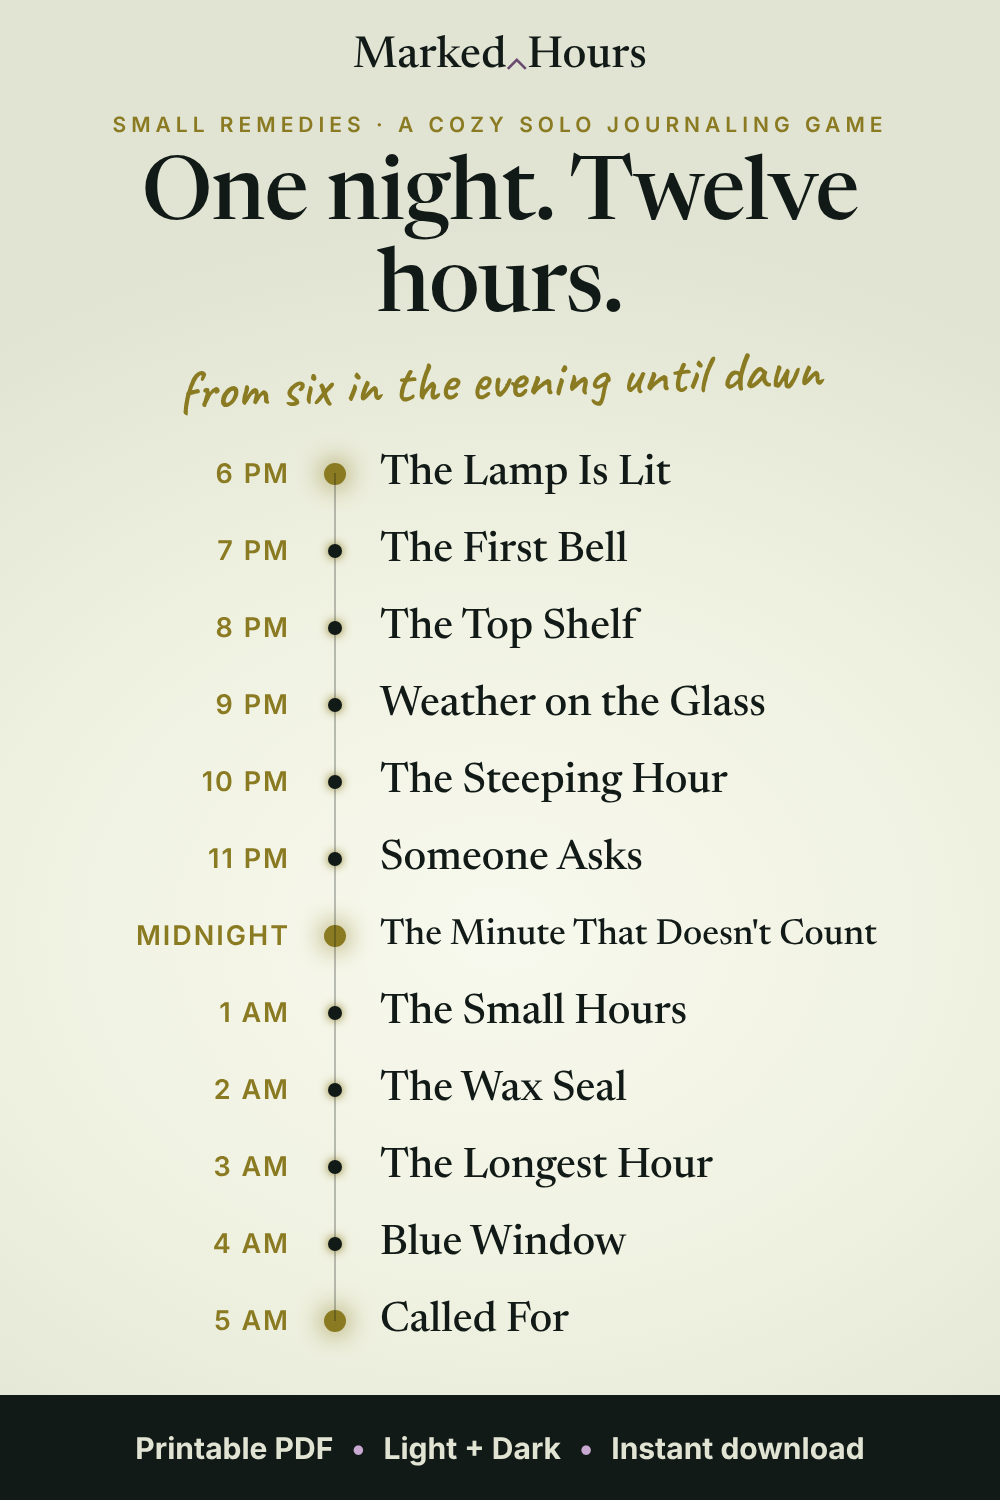 Marked‸Hours
SMALL REMEDIES · A COZY SOLO JOURNALING GAME
One night. Twelve
hours.
from six in the evening until dawn
6 PM The Lamp Is Lit
7 PM The First Bell
8 PM The Top Shelf
9 PM Weather on the Glass
10 PM The Steeping Hour
11 PM Someone Asks
MIDNIGHT The Minute That Doesn't Count
1 AM The Small Hours
2 AM The Wax Seal
3 AM The Longest Hour
4 AM Blue Window
5 AM Called For
Printable PDF • Light + Dark • Instant download